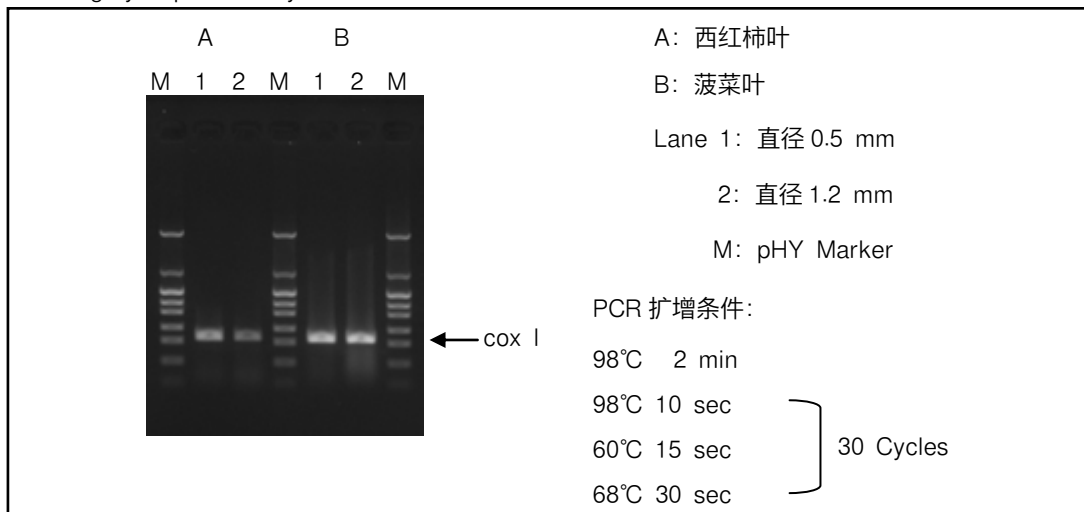 A B
M 1 2 M 1 2 M
cox I
A：西红柿叶
B：菠菜叶
Lane 1：直径 0.5 mm
2：直径 1.2 mm
M：pHY Marker
PCR 扩增条件：
98℃ 2 min
98℃ 10 sec
60℃ 15 sec
68℃ 30 sec
30 Cycles